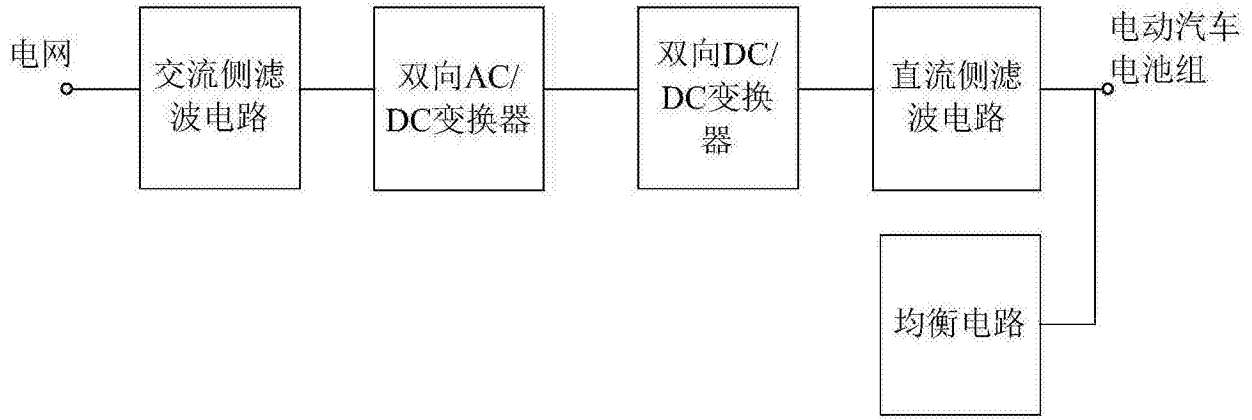 电网
交流侧滤
波电路
双向AC/
DC变换器
双向DC/
DC变换
器
直流侧滤
波电路
电动汽车
电池组
均衡电路